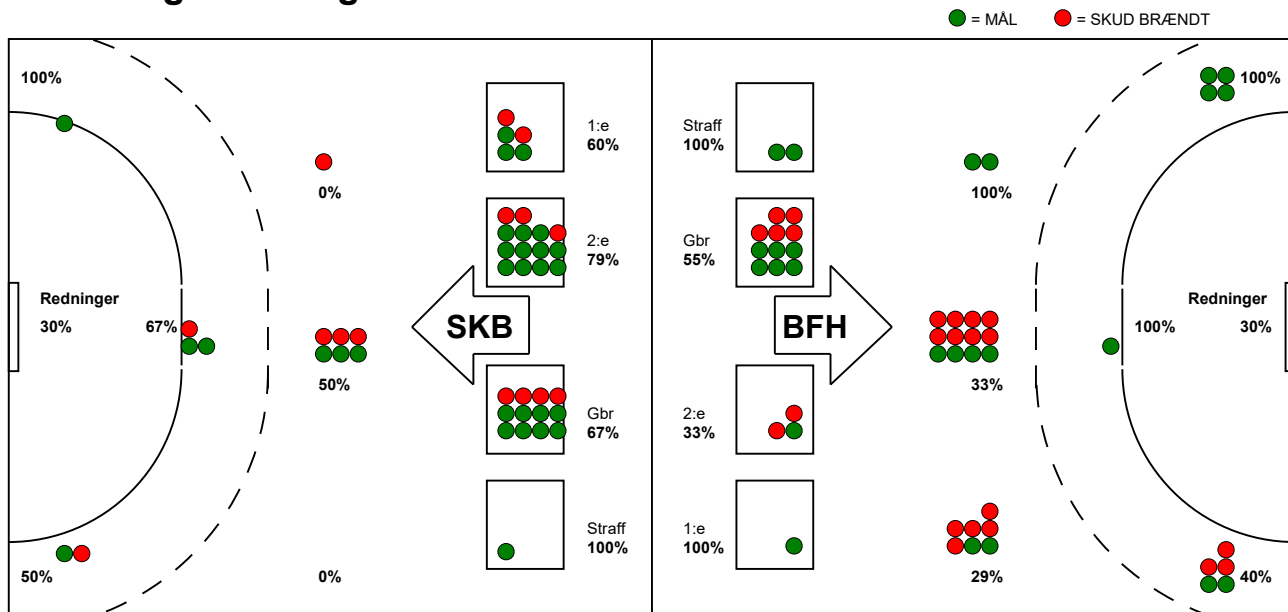 = MÅL = SKUD BRÆNDT
100%
0%
1:e
60%
2:e
79%
Redninger
30%
67%
SKB
50%
Gbr
67%
Straff
100%
50%
0%
Straff
100%
Gbr
55%
BFH
2:e
33%
1:e
100%
100%
100%
Redninger
100%
30%
33%
29%
40%